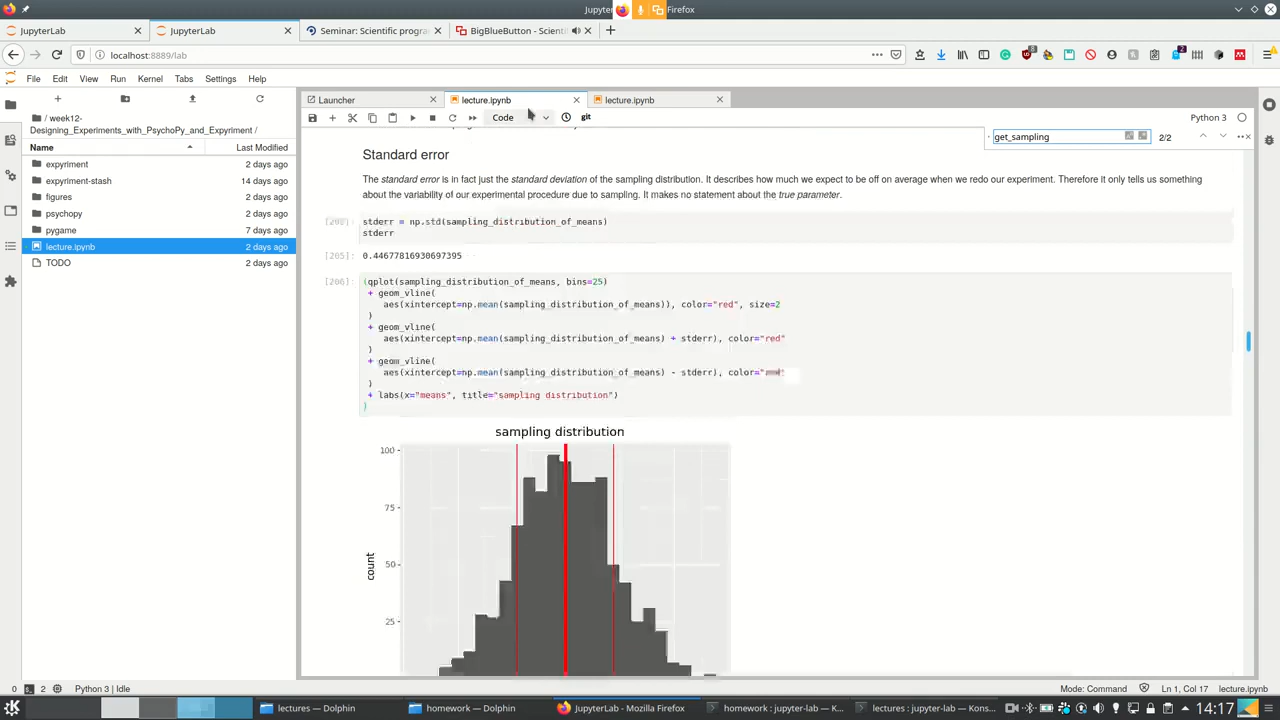 JupyterL
Firefox
JupyterLab
JupyterLab
Seminar: Scientific progra
BigBlueButton - Scienti
localhost:8889/lab
File Edit View Run Kernel Tabs Settings Help
Launcher
lecture.ipynb
lecture.ipynb
Code
git
Python 3
/ week12-
Designing_Experiments_with_PsychoPy_and_Expyriment /
Name Last Modified
expyriment 2 days ago
expyriment-stash 14 days ago
figures 2 days ago
psychopy 2 days ago
pygame 7 days ago
lecture.ipynb 2 days ago
TODO 2 days ago
get_sampling
2/2
Standard error
The standard error is in fact just the standard deviation of the sampling distribution. It describes how much we expect to be off on average when we redo our experiment. Therefore it only tells us something
about the variability of our experimental procedure due to sampling. It makes no statement about the true parameter.
stderr = np.std(sampling_distribution_of_means)
stderr
[205]: 0.44677816930697395
[206]: (qplot(sampling_distribution_of_means, bins=25)
+ geom_vline(
aes(xintercept=np.mean(sampling_distribution_of_means)), color="red", size=2
)
+ geom_vline(
aes(xintercept=np.mean(sampling_distribution_of_means) + stderr), color="red"
)
+ geom_vline(
aes(xintercept=np.mean(sampling_distribution_of_means) - stderr), color="
)
+ labs(x="means", title="sampling distribution")
)
sampling distribution
100
75
50
25
count
0
2
Python 3 | Idle
Mode: Command
Ln 1, Col 17
lecture.ipynb
lectures — Dolphin
homework — Dolphin
JupyterLab - Mozilla Firefox
homework : jupyter-lab — K...
lectures : jupyter-lab — Kons...
14:17